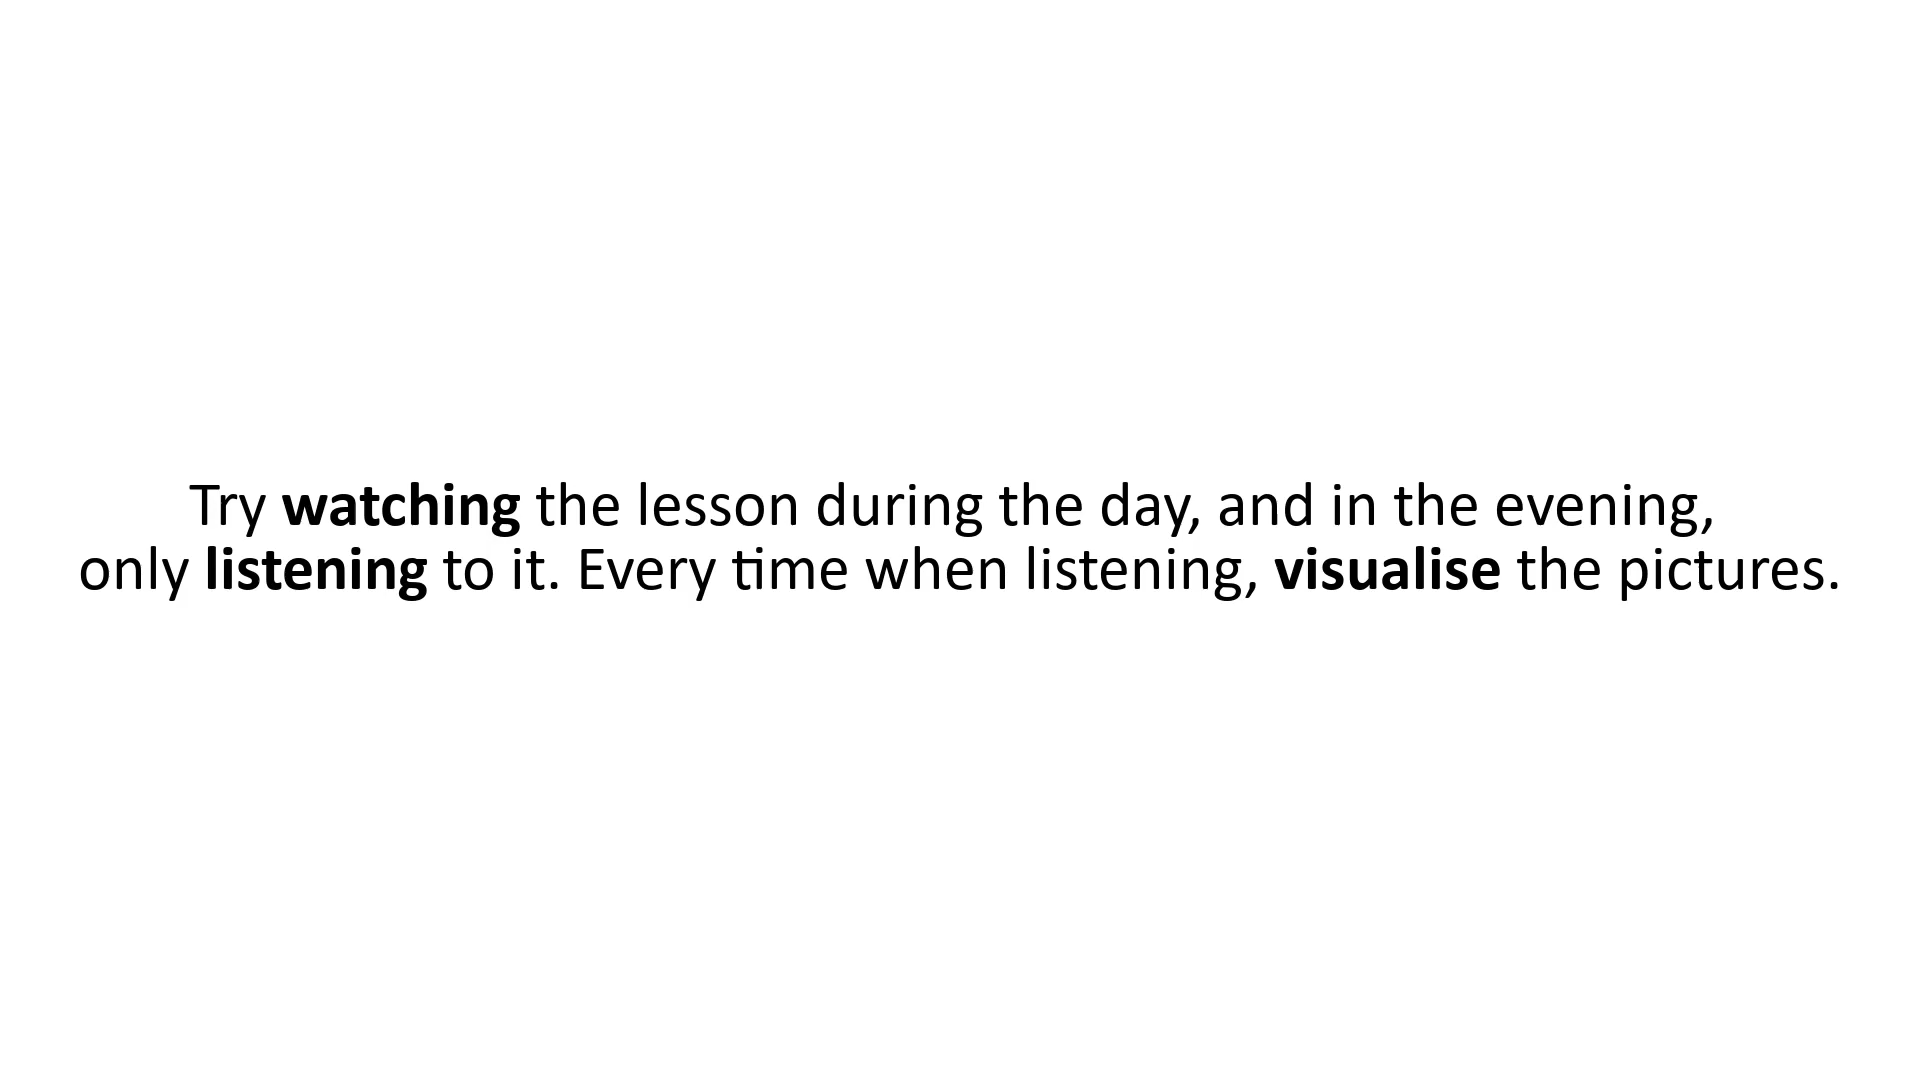 Try watching the lesson during the day, and in the evening,
only listening to it. Every time when listening, visualise the pictures.